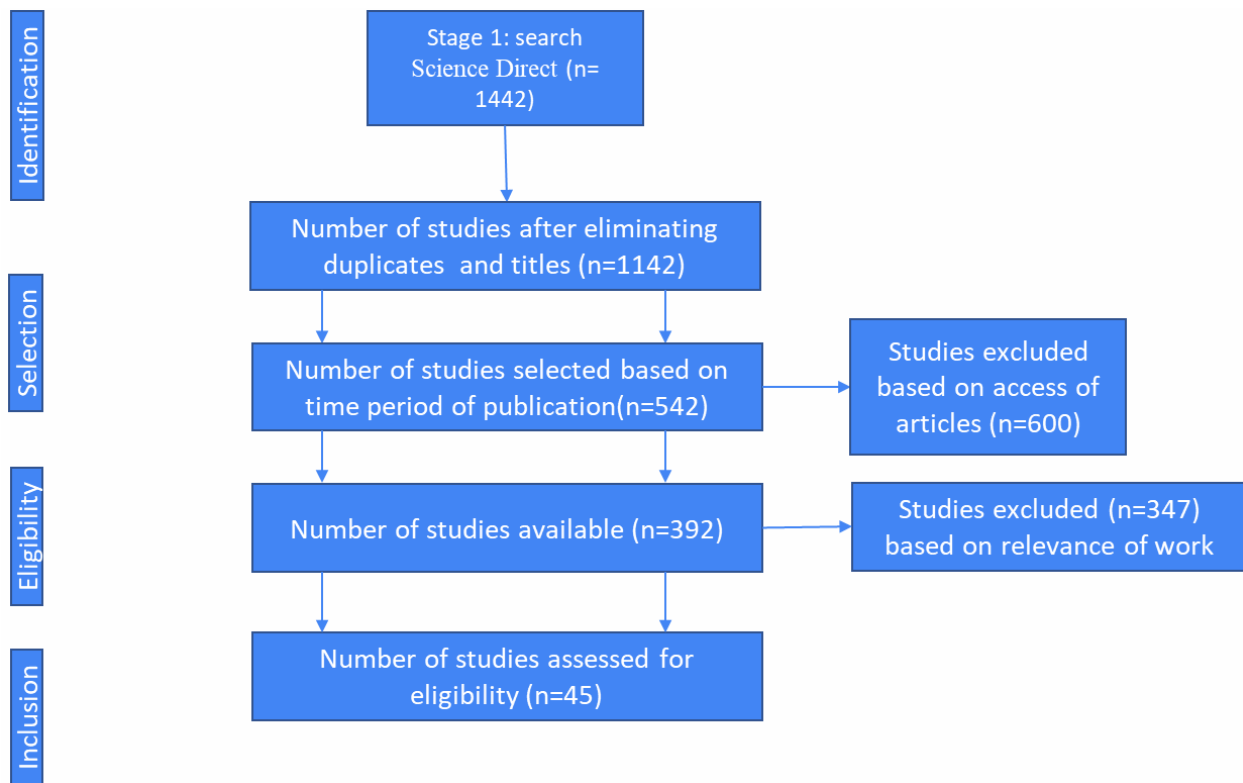 Identification
Stage 1: search
Science Direct (n=
1442)
Number of studies after eliminating
duplicates and titles (n=1142)
Selection
Number of studies selected based on
time period of publication(n=542)
Studies excluded
based on access of
articles (n=600)
Eligibility
Number of studies available (n=392)
Studies excluded (n=347)
based on relevance of work
Inclusion
Number of studies assessed for
eligibility (n=45)